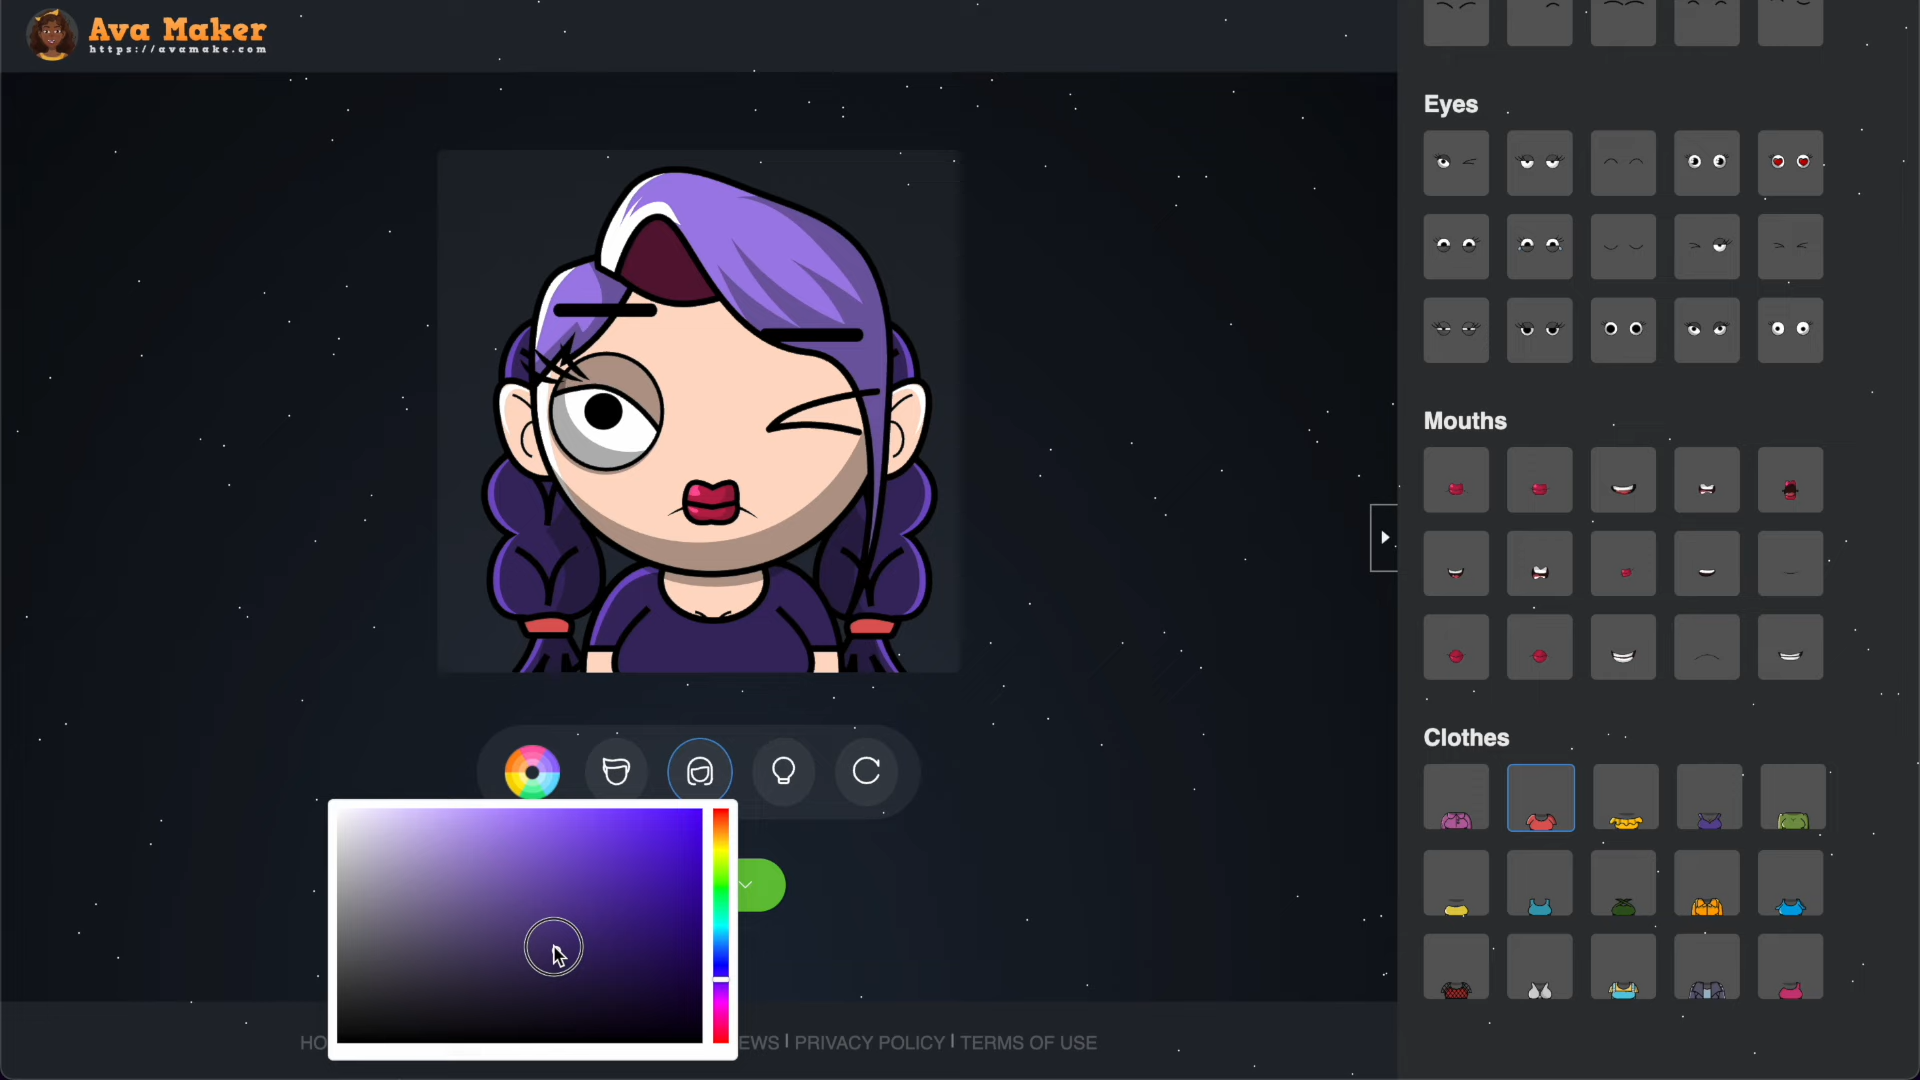 Ava Maker
https://avamake.com
Eyes
Mouths
Clothes
HO
EWS | PRIVACY POLICY | TERMS OF USE